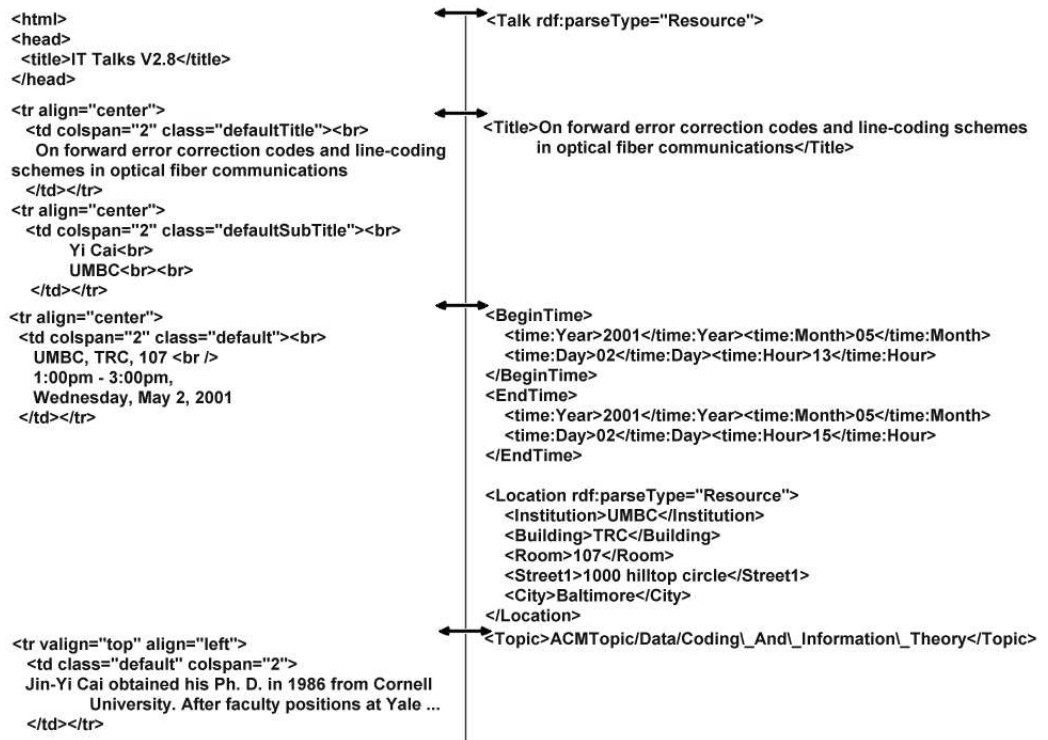 <html>
<head>
<title>IT Talks V2.8</title>
</head>
<tr align="center">
<td colspan="2" class="defaultTitle"><br>
On forward error correction codes and line-coding
schemes in optical fiber communications
</td></tr>
<tr align="center">
<td colspan="2" class="defaultSubTitle"><br>
Yi Cai<br>
UMBC<br><br>
</td></tr>
<tr align="center">
<td colspan="2" class="default"><br>
UMBC, TRC, 107 <br />
1:00pm - 3:00pm,
Wednesday, May 2, 2001
</td></tr>
<tr valign="top" align="left">
<td class="default" colspan="2">
Jin-Yi Cai obtained his Ph. D. in 1986 from Cornell
University. After faculty positions at Yale ...
</td></tr>
<Talk rdf:parseType="Resource">
<Title>On forward error correction codes and line-coding schemes
in optical fiber communications</Title>
<BeginTime>
<time:Year>2001</time:Year><time:Month>05</time:Month>
<time:Day>02</time:Day><time:Hour>13</time:Hour>
</BeginTime>
<EndTime>
<time:Year>2001</time:Year><time:Month>05</time:Month>
<time:Day>02</time:Day><time:Hour>15</time:Hour>
</EndTime>
<Location rdf:parseType="Resource">
<Institution>UMBC</Institution>
<Building>TRC</Building>
<Room>107</Room>
<Street1>1000 hilltop circle</Street1>
<City>Baltimore</City>
</Location>
<Topic>ACMTopic/Data/Coding\_And\_Information\_Theory</Topic>